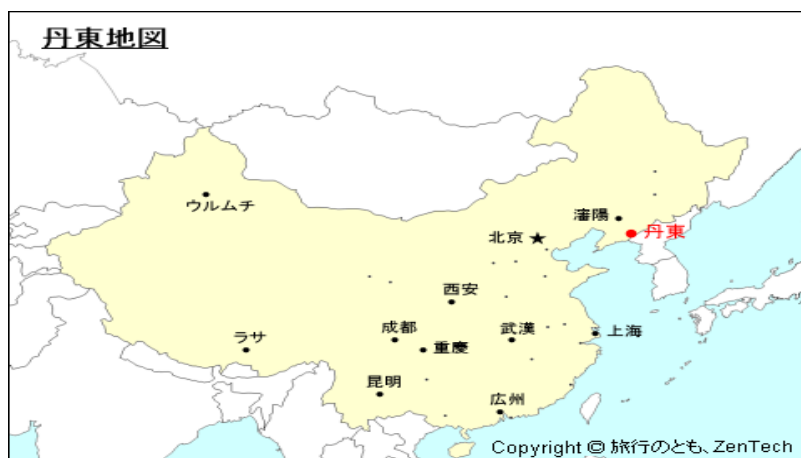 丹東地図
ウルムチ
瀋陽
丹東
北京
西安
成都
武漢
上海
ラサ
重慶
昆明
広州
Copyright © 旅行のとも、ZenTech